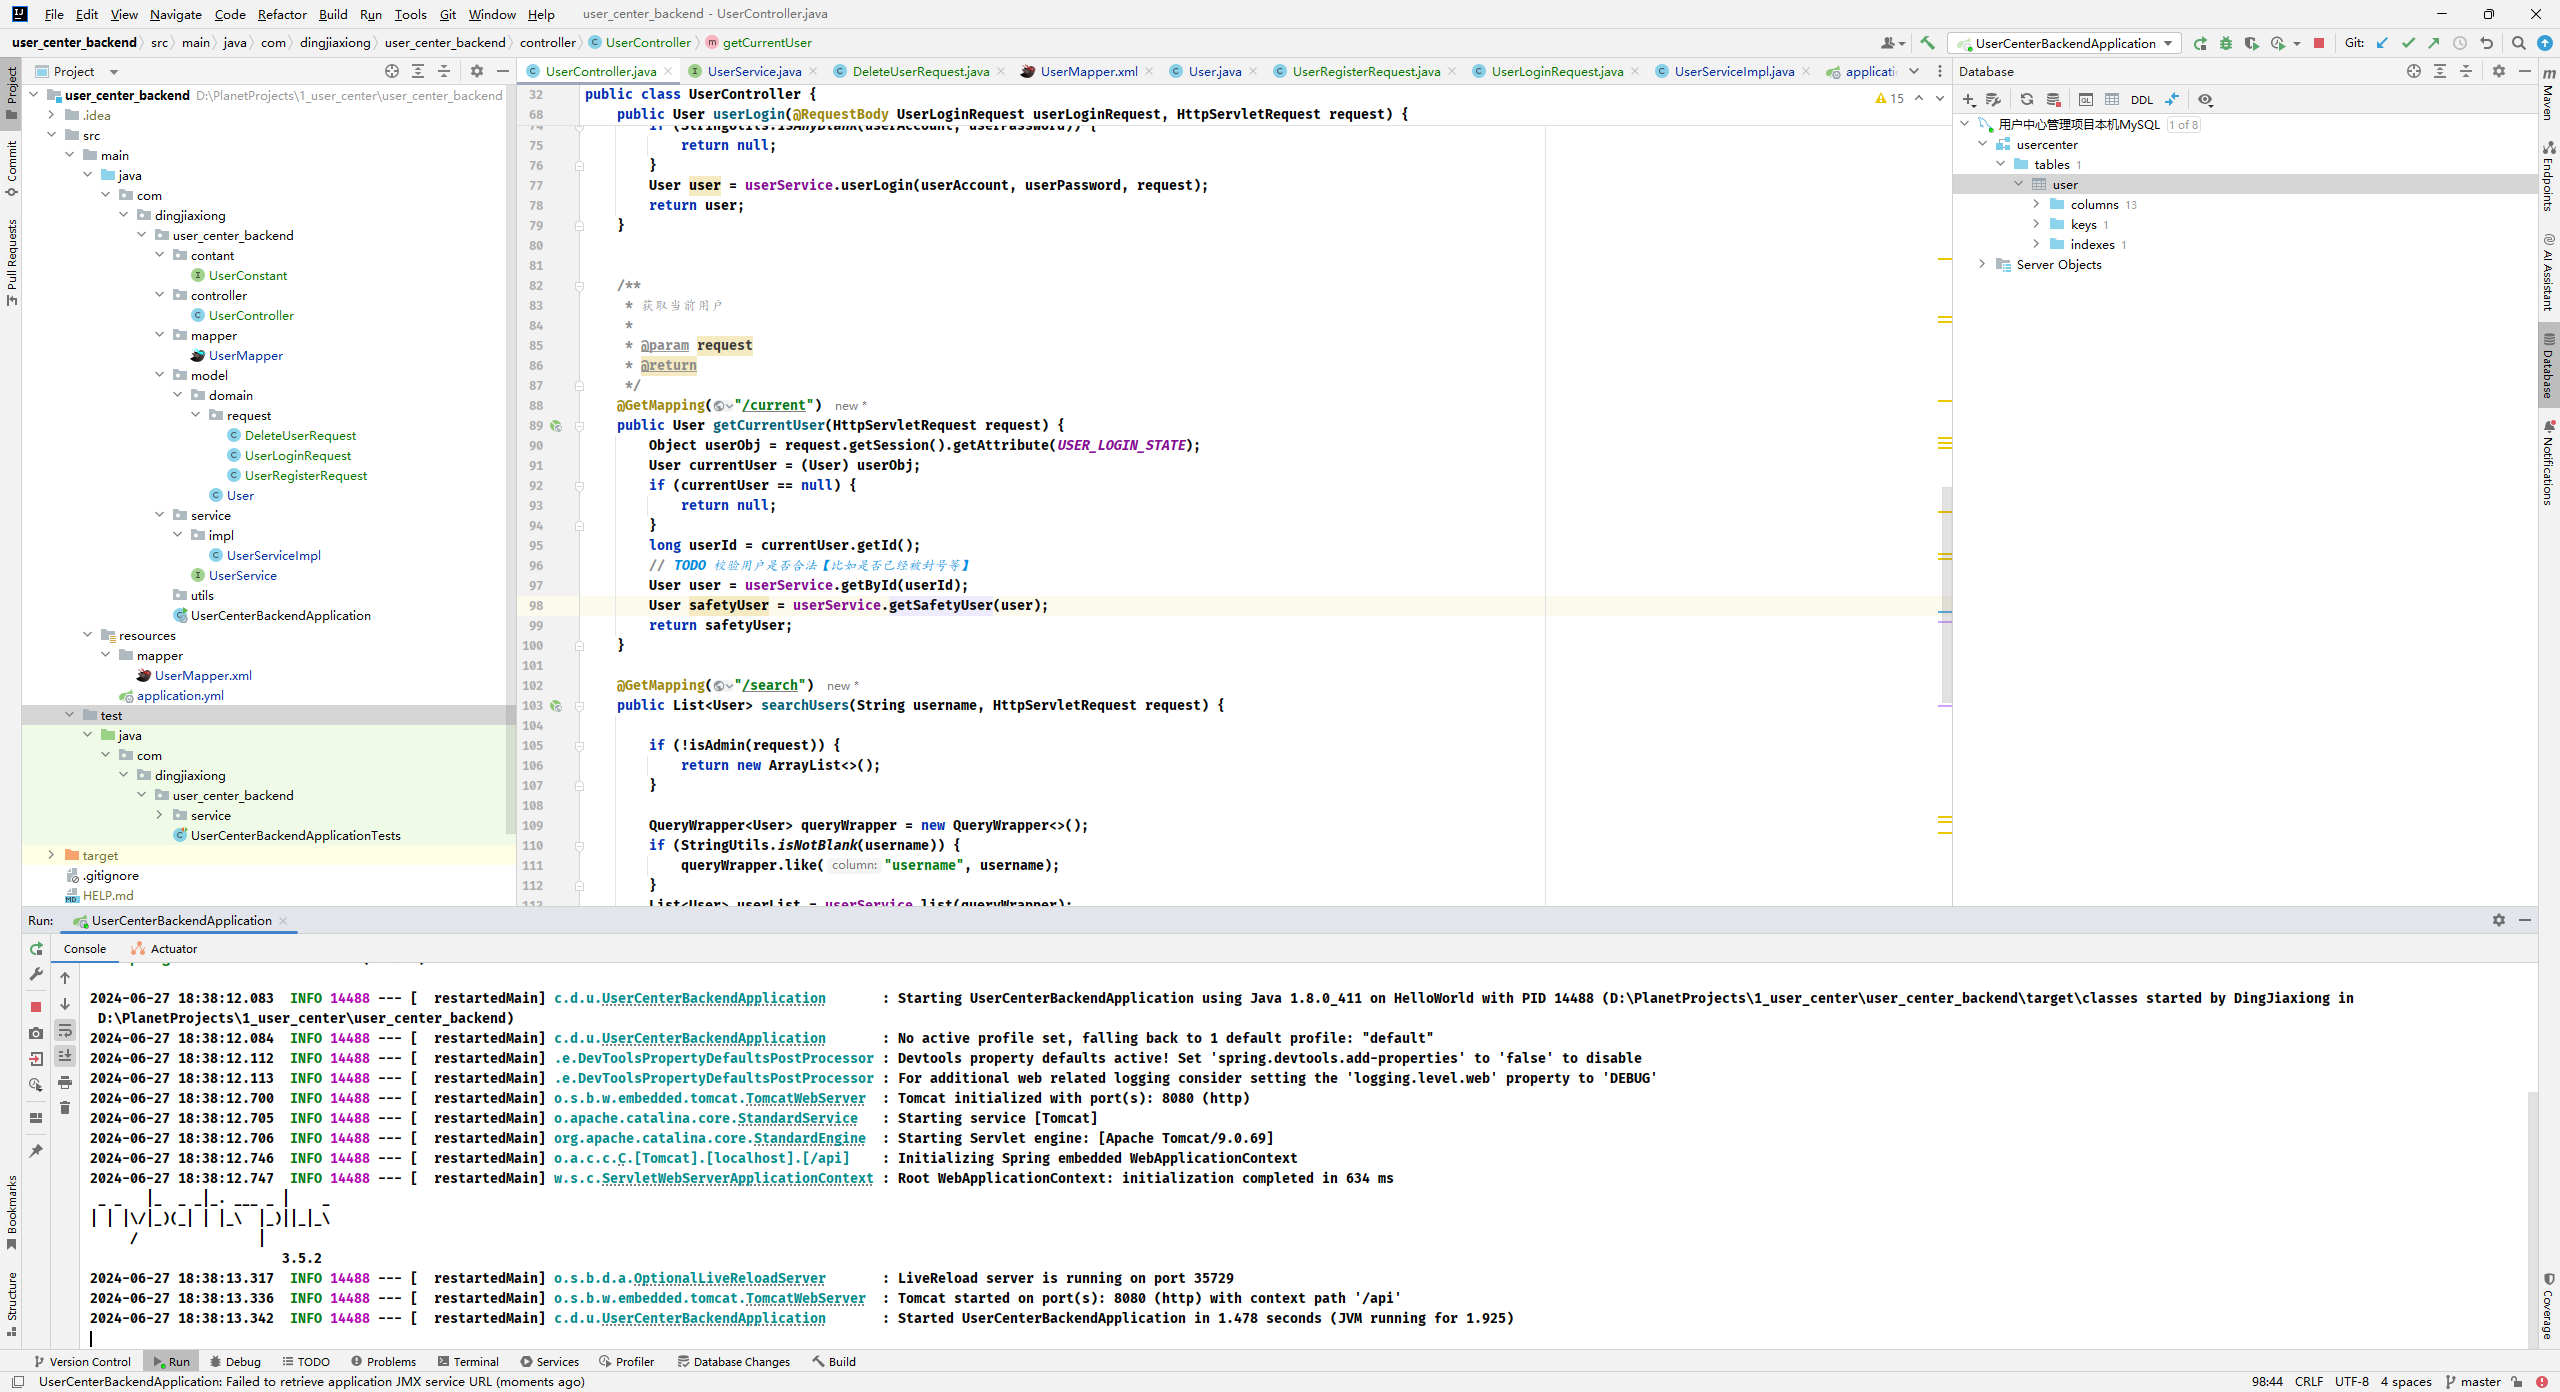 File Edit View Navigate Code Refactor Build Run Tools Git Window Help user_center_backend - UserController.java
user_center_backend src main java com dingjiaxiong user_center_backend controller UserController getCurrentUser
UserCenterBackendApplication Git:
Project
UserController.java UserService.java DeleteUserRequest.java UserMapper.xml User.java UserRegisterRequest.java UserLoginRequest.java UserServiceImpl.java applicati
Database
user_center_backend D:\PlanetProjects\1_user_center\user_center_backend
.idea
src
main
java
com
dingjiaxiong
user_center_backend
contant
UserConstant
controller
UserController
mapper
UserMapper
model
domain
request
DeleteUserRequest
UserLoginRequest
UserRegisterRequest
User
service
impl
UserServiceImpl
UserService
utils
UserCenterBackendApplication
resources
mapper
UserMapper.xml
application.yml
test
java
com
dingjiaxiong
user_center_backend
service
UserCenterBackendApplicationTests
target
.gitignore
HELP.md
15
32 public class UserController {
68 public User userLogin(@RequestBody UserLoginRequest userLoginRequest, HttpServletRequest request) {
74 if (StringUtils.isAnyBlank(userAccount, userPassword)) {
75 return null;
76 }
77 User user = userService.userLogin(userAccount, userPassword, request);
78 return user;
79 }
80
81
82 /**
83 * 获取当前用户
84 *
85 * @param request
86 * @return
87 */
88 @GetMapping("/current") new *
89 public User getCurrentUser(HttpServletRequest request) {
90 Object userObj = request.getSession().getAttribute(USER_LOGIN_STATE);
91 User currentUser = (User) userObj;
92 if (currentUser == null) {
93 return null;
94 }
95 long userId = currentUser.getId();
96 // TODO 校验用户是否合法【比如是否已经被封号等】
97 User user = userService.getById(userId);
98 User safetyUser = userService.getSafetyUser(user);
99 return safetyUser;
100 }
101
102 @GetMapping("/search") new *
103 public List<User> searchUsers(String username, HttpServletRequest request) {
104
105 if (!isAdmin(request)) {
106 return new ArrayList<>();
107 }
108
109 QueryWrapper<User> queryWrapper = new QueryWrapper<>();
110 if (StringUtils.isNotBlank(username)) {
111 queryWrapper.like( column: "username", username);
112 }
113 List<User> userList = userService.list(queryWrapper);
DDL
用户中心管理项目本机MySQL 1 of 8
usercenter
tables 1
user
columns 13
keys 1
indexes 1
Server Objects
Project
Commit
Pull Requests
Bookmarks
Structure
Maven
Endpoints
AI Assistant
Database
Notifications
Coverage
Run: UserCenterBackendApplication
Console Actuator
2024-06-27 18:38:12.083 INFO 14488 --- [ restartedMain] c.d.u.UserCenterBackendApplication : Starting UserCenterBackendApplication using Java 1.8.0_411 on HelloWorld with PID 14488 (D:\PlanetProjects\1_user_center\user_center_backend\target\classes started by DingJiaxiong in
D:\PlanetProjects\1_user_center\user_center_backend)
2024-06-27 18:38:12.084 INFO 14488 --- [ restartedMain] c.d.u.UserCenterBackendApplication : No active profile set, falling back to 1 default profile: "default"
2024-06-27 18:38:12.112 INFO 14488 --- [ restartedMain] .e.DevToolsPropertyDefaultsPostProcessor : Devtools property defaults active! Set 'spring.devtools.add-properties' to 'false' to disable
2024-06-27 18:38:12.113 INFO 14488 --- [ restartedMain] .e.DevToolsPropertyDefaultsPostProcessor : For additional web related logging consider setting the 'logging.level.web' property to 'DEBUG'
2024-06-27 18:38:12.700 INFO 14488 --- [ restartedMain] o.s.b.w.embedded.tomcat.TomcatWebServer : Tomcat initialized with port(s): 8080 (http)
2024-06-27 18:38:12.705 INFO 14488 --- [ restartedMain] o.apache.catalina.core.StandardService : Starting service [Tomcat]
2024-06-27 18:38:12.706 INFO 14488 --- [ restartedMain] org.apache.catalina.core.StandardEngine : Starting Servlet engine: [Apache Tomcat/9.0.69]
2024-06-27 18:38:12.746 INFO 14488 --- [ restartedMain] o.a.c.c.C.[Tomcat].[localhost].[/api] : Initializing Spring embedded WebApplicationContext
2024-06-27 18:38:12.747 INFO 14488 --- [ restartedMain] w.s.c.ServletWebServerApplicationContext : Root WebApplicationContext: initialization completed in 634 ms
 _ _   |_  _ _|_. ___ _ |    _
| | |\/|_)(_| | |_\  |_)||_|_\
     /               |
                        3.5.2
2024-06-27 18:38:13.317 INFO 14488 --- [ restartedMain] o.s.b.d.a.OptionalLiveReloadServer : LiveReload server is running on port 35729
2024-06-27 18:38:13.336 INFO 14488 --- [ restartedMain] o.s.b.w.embedded.tomcat.TomcatWebServer : Tomcat started on port(s): 8080 (http) with context path '/api'
2024-06-27 18:38:13.342 INFO 14488 --- [ restartedMain] c.d.u.UserCenterBackendApplication : Started UserCenterBackendApplication in 1.478 seconds (JVM running for 1.925)
Version Control Run Debug TODO Problems Terminal Services Profiler Database Changes Build
UserCenterBackendApplication: Failed to retrieve application JMX service URL (moments ago)
98:44 CRLF UTF-8 4 spaces master